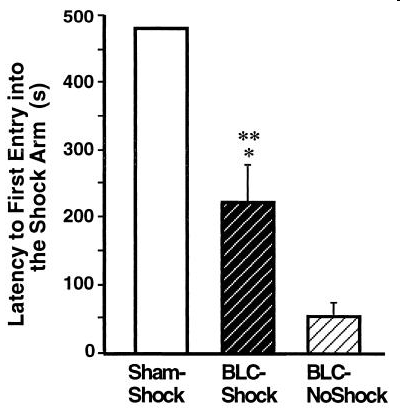 Latency to First Entry into
the Shock Arm (s)
500
400
300
200
100
0
**
*
Sham-
Shock
BLC-
Shock
BLC-
NoShock